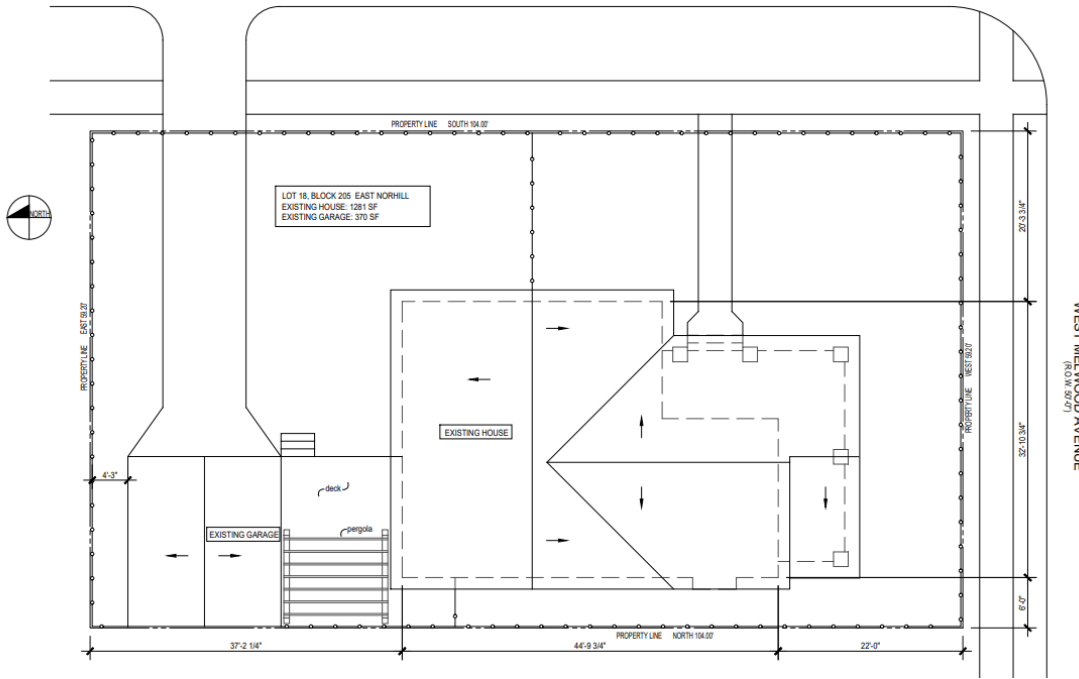 PROPERTY LINE SOUTH 104.00'
LOT 18, BLOCK 205 EAST NORHILL
EXISTING HOUSE: 1281 SF
EXISTING GARAGE: 370 SF
NORTH
20'-3 3/4"
PROPERTY LINE EAST 59.20'
PROPERTY LINE WEST 59.20'
WEST MELWOOD AVENUE
(R.O.W. 50'-0")
EXISTING HOUSE
32'-10 3/4"
4'-3"
deck
pergola
EXISTING GARAGE
6'-0"
PROPERTY LINE NORTH 104.00'
37'-2 1/4"
44'-9 3/4"
22'-0"